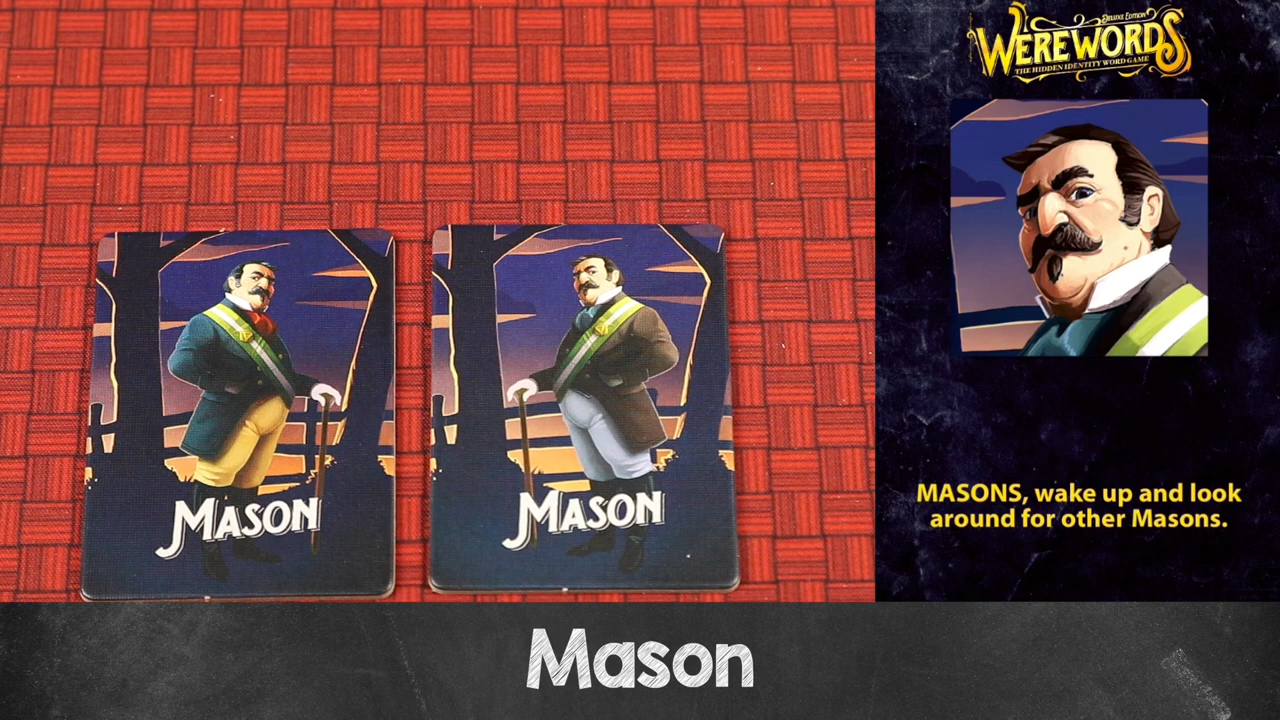 DELUXE EDITION
WEREWORDS
THE HIDDEN IDENTITY WORD GAME
MASON
MASON
MASONS, wake up and look
around for other Masons.
Mason